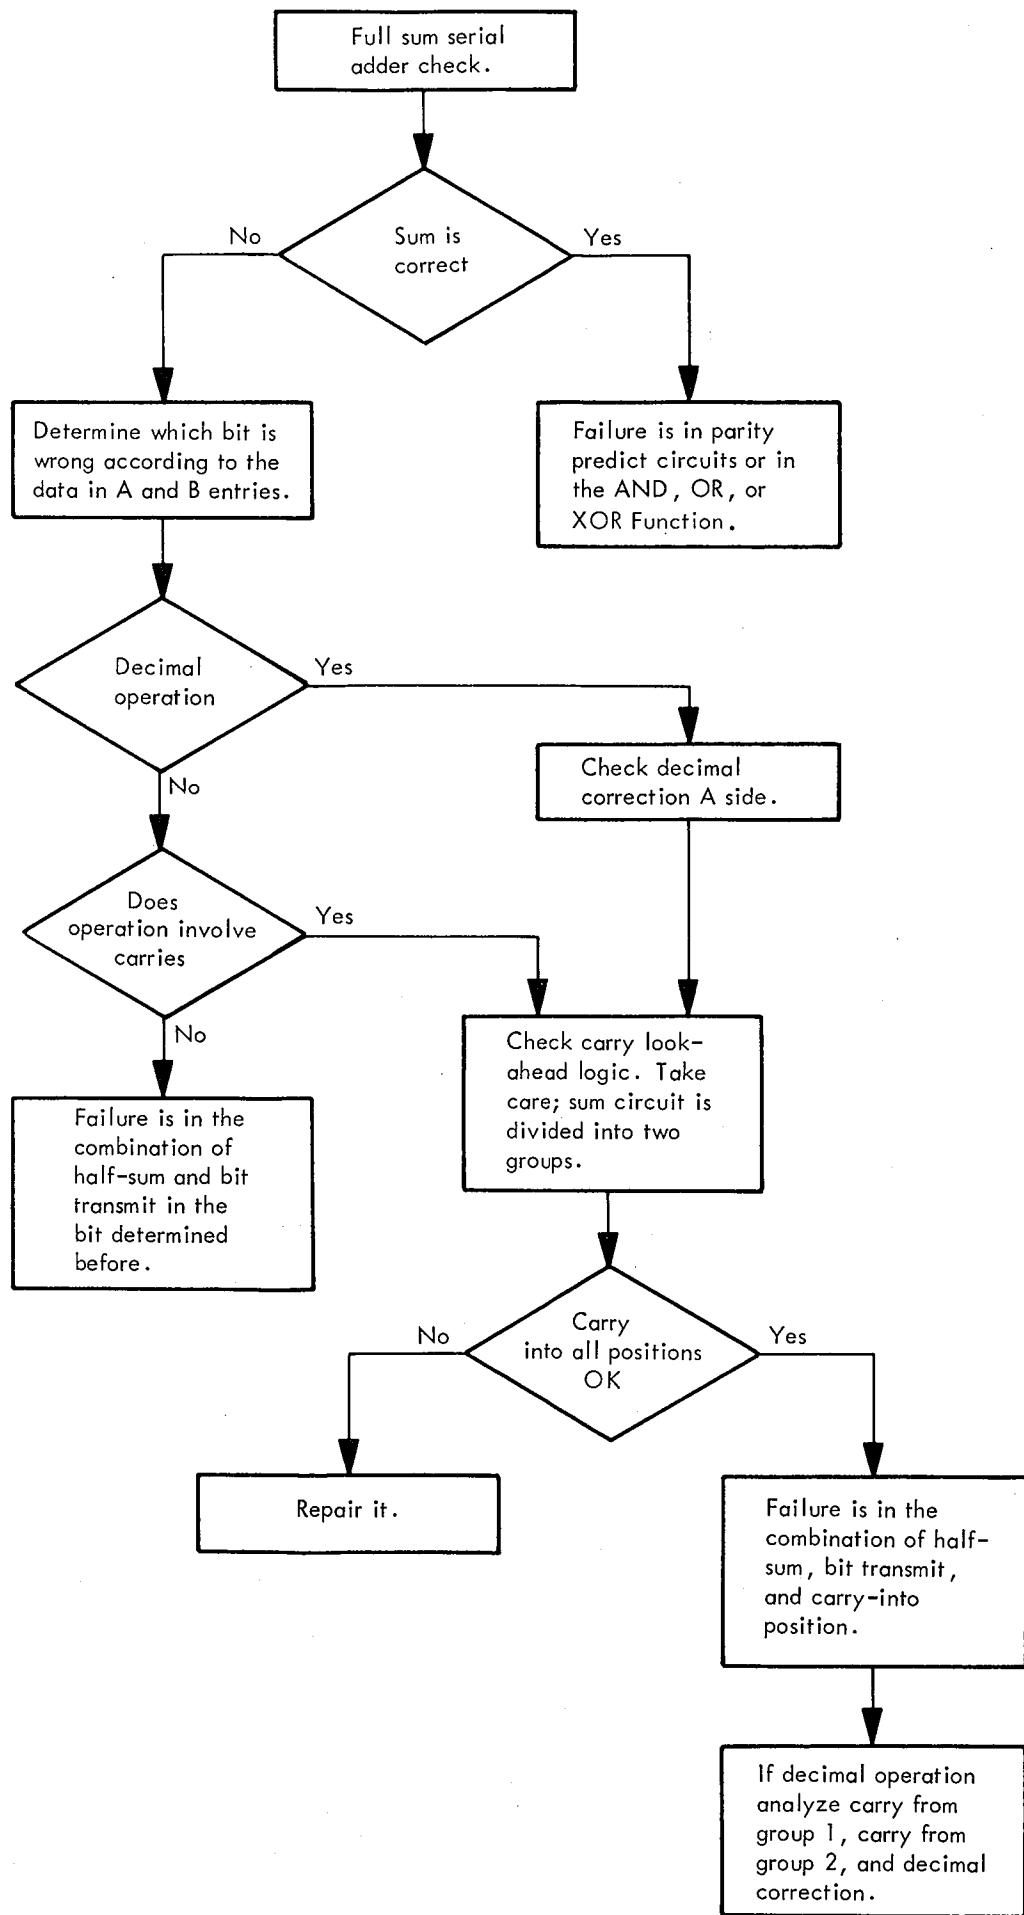 Full sum serial
adder check.
No
Sum is
correct
Yes
Determine which bit is
wrong according to the
data in A and B entries.
Failure is in parity
predict circuits or in
the AND, OR, or
XOR Function.
Decimal
operation
Yes
No
Check decimal
correction A side.
Does
operation involve
carries
Yes
No
Check carry look-
ahead logic. Take
care; sum circuit is
divided into two
groups.
Failure is in the
combination of
half-sum and bit
transmit in the
bit determined
before.
No
Carry
into all positions
OK
Yes
Repair it.
Failure is in the
combination of half-
sum, bit transmit,
and carry-into
position.
If decimal operation
analyze carry from
group 1, carry from
group 2, and decimal
correction.